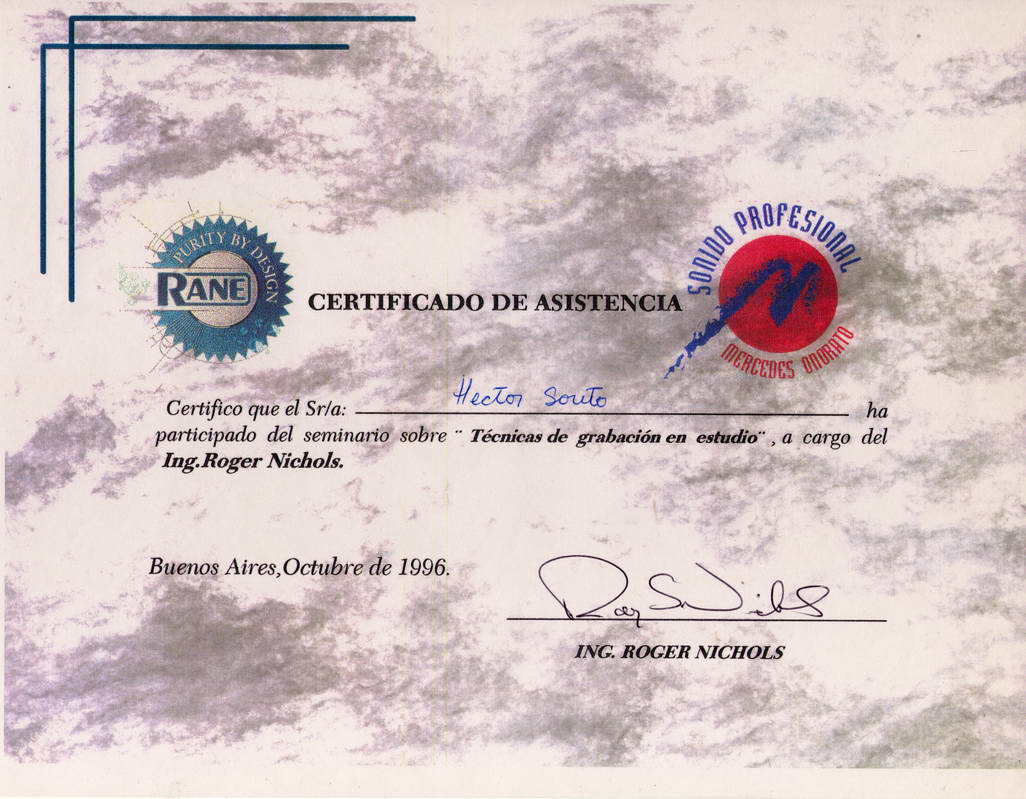 PURITY BY DESIGN
RANE
SONIDO PROFESIONAL
MERCEDES ONORATO
CERTIFICADO DE ASISTENCIA
Certifico que el Sr/a: Hector Souto ha
participado del seminario sobre ¨ Técnicas de grabación en estudio¨ , a cargo del
Ing.Roger Nichols.
Buenos Aires,Octubre de 1996.
Roger S Nichols
ING. ROGER NICHOLS